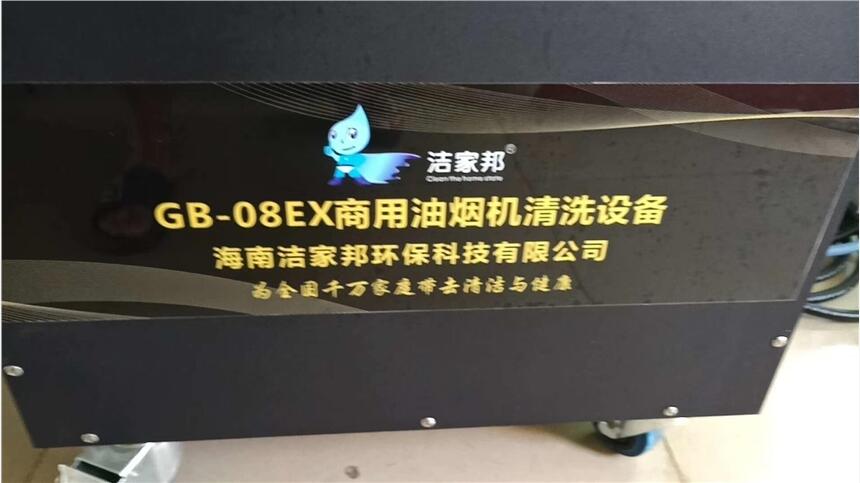 洁家邦®
Clean the home state
GB-08EX商用油烟机清洗设备
海南洁家邦环保科技有限公司
为全国千万家庭带去清洁与健康